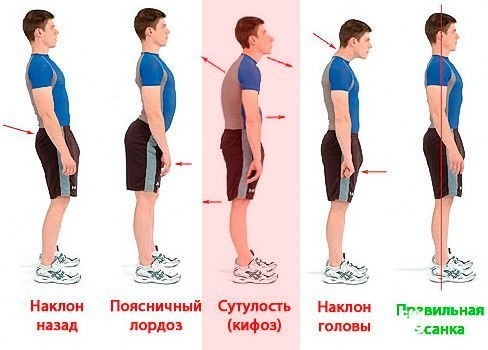 Наклон
назад
Поясничный
лордоз
Сутулость
(кифоз)
Наклон
головы
Правильная
осанка